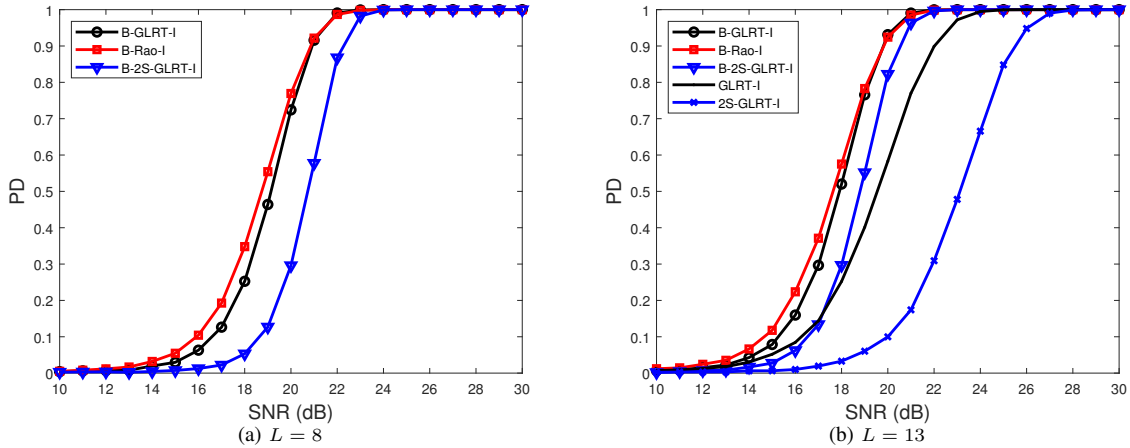 1
0.9
0.8
0.7
0.6
0.5
0.4
0.3
0.2
0.1
0
PD
B-GLRT-I
B-Rao-I
B-2S-GLRT-I
10 12 14 16 18 20 22 24 26 28 30
SNR (dB)
(a) L = 8
1
0.9
0.8
0.7
0.6
0.5
0.4
0.3
0.2
0.1
0
PD
B-GLRT-I
B-Rao-I
B-2S-GLRT-I
GLRT-I
2S-GLRT-I
10 12 14 16 18 20 22 24 26 28 30
SNR (dB)
(b) L = 13